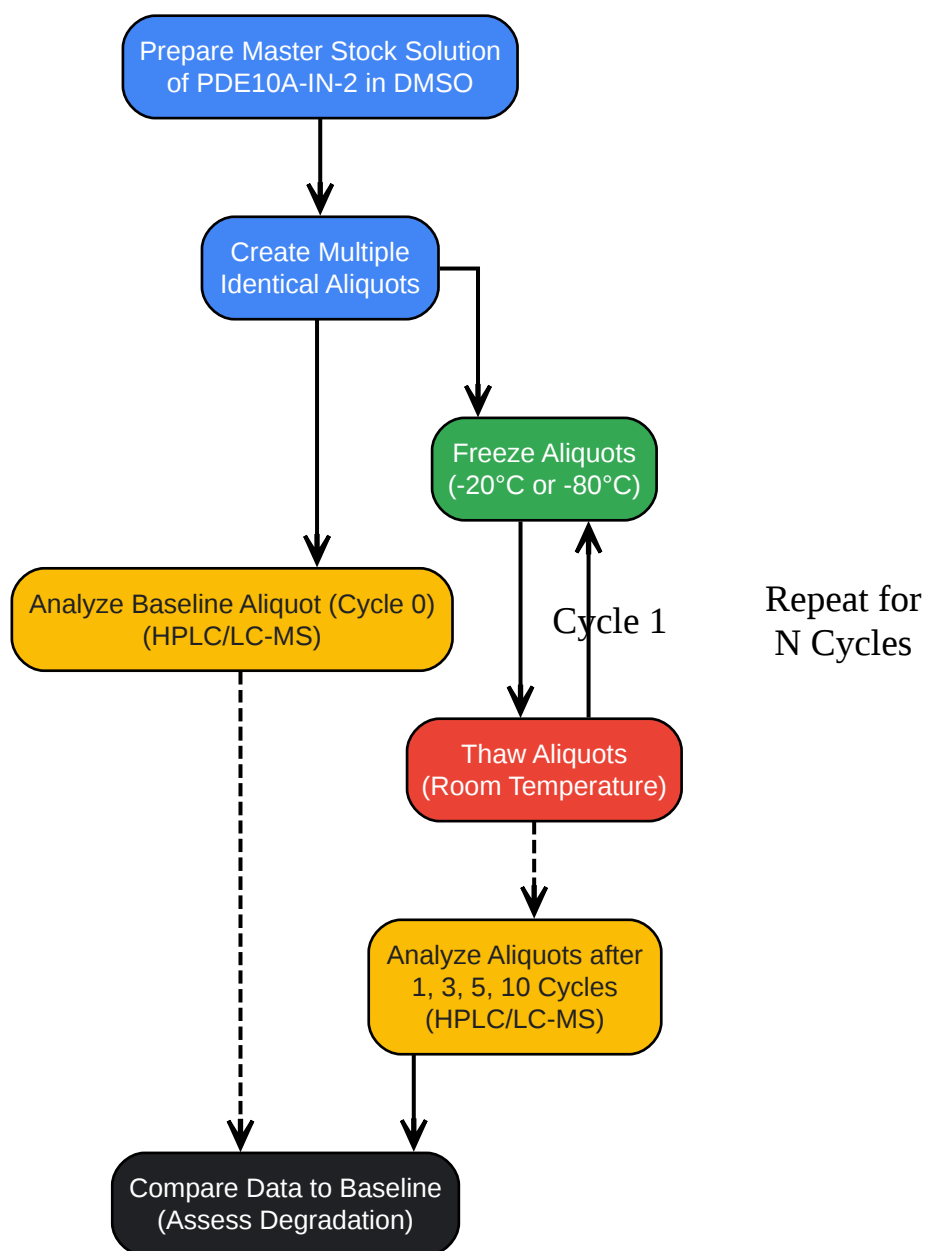 Prepare Master Stock Solution
of PDE10A-IN-2 in DMSO
Create Multiple
Identical Aliquots
Freeze Aliquots
(-20°C or -80°C)
Analyze Baseline Aliquot (Cycle 0)
(HPLC/LC-MS)
Cycle 1
Repeat for
N Cycles
Thaw Aliquots
(Room Temperature)
Analyze Aliquots after
1, 3, 5, 10 Cycles
(HPLC/LC-MS)
Compare Data to Baseline
(Assess Degradation)